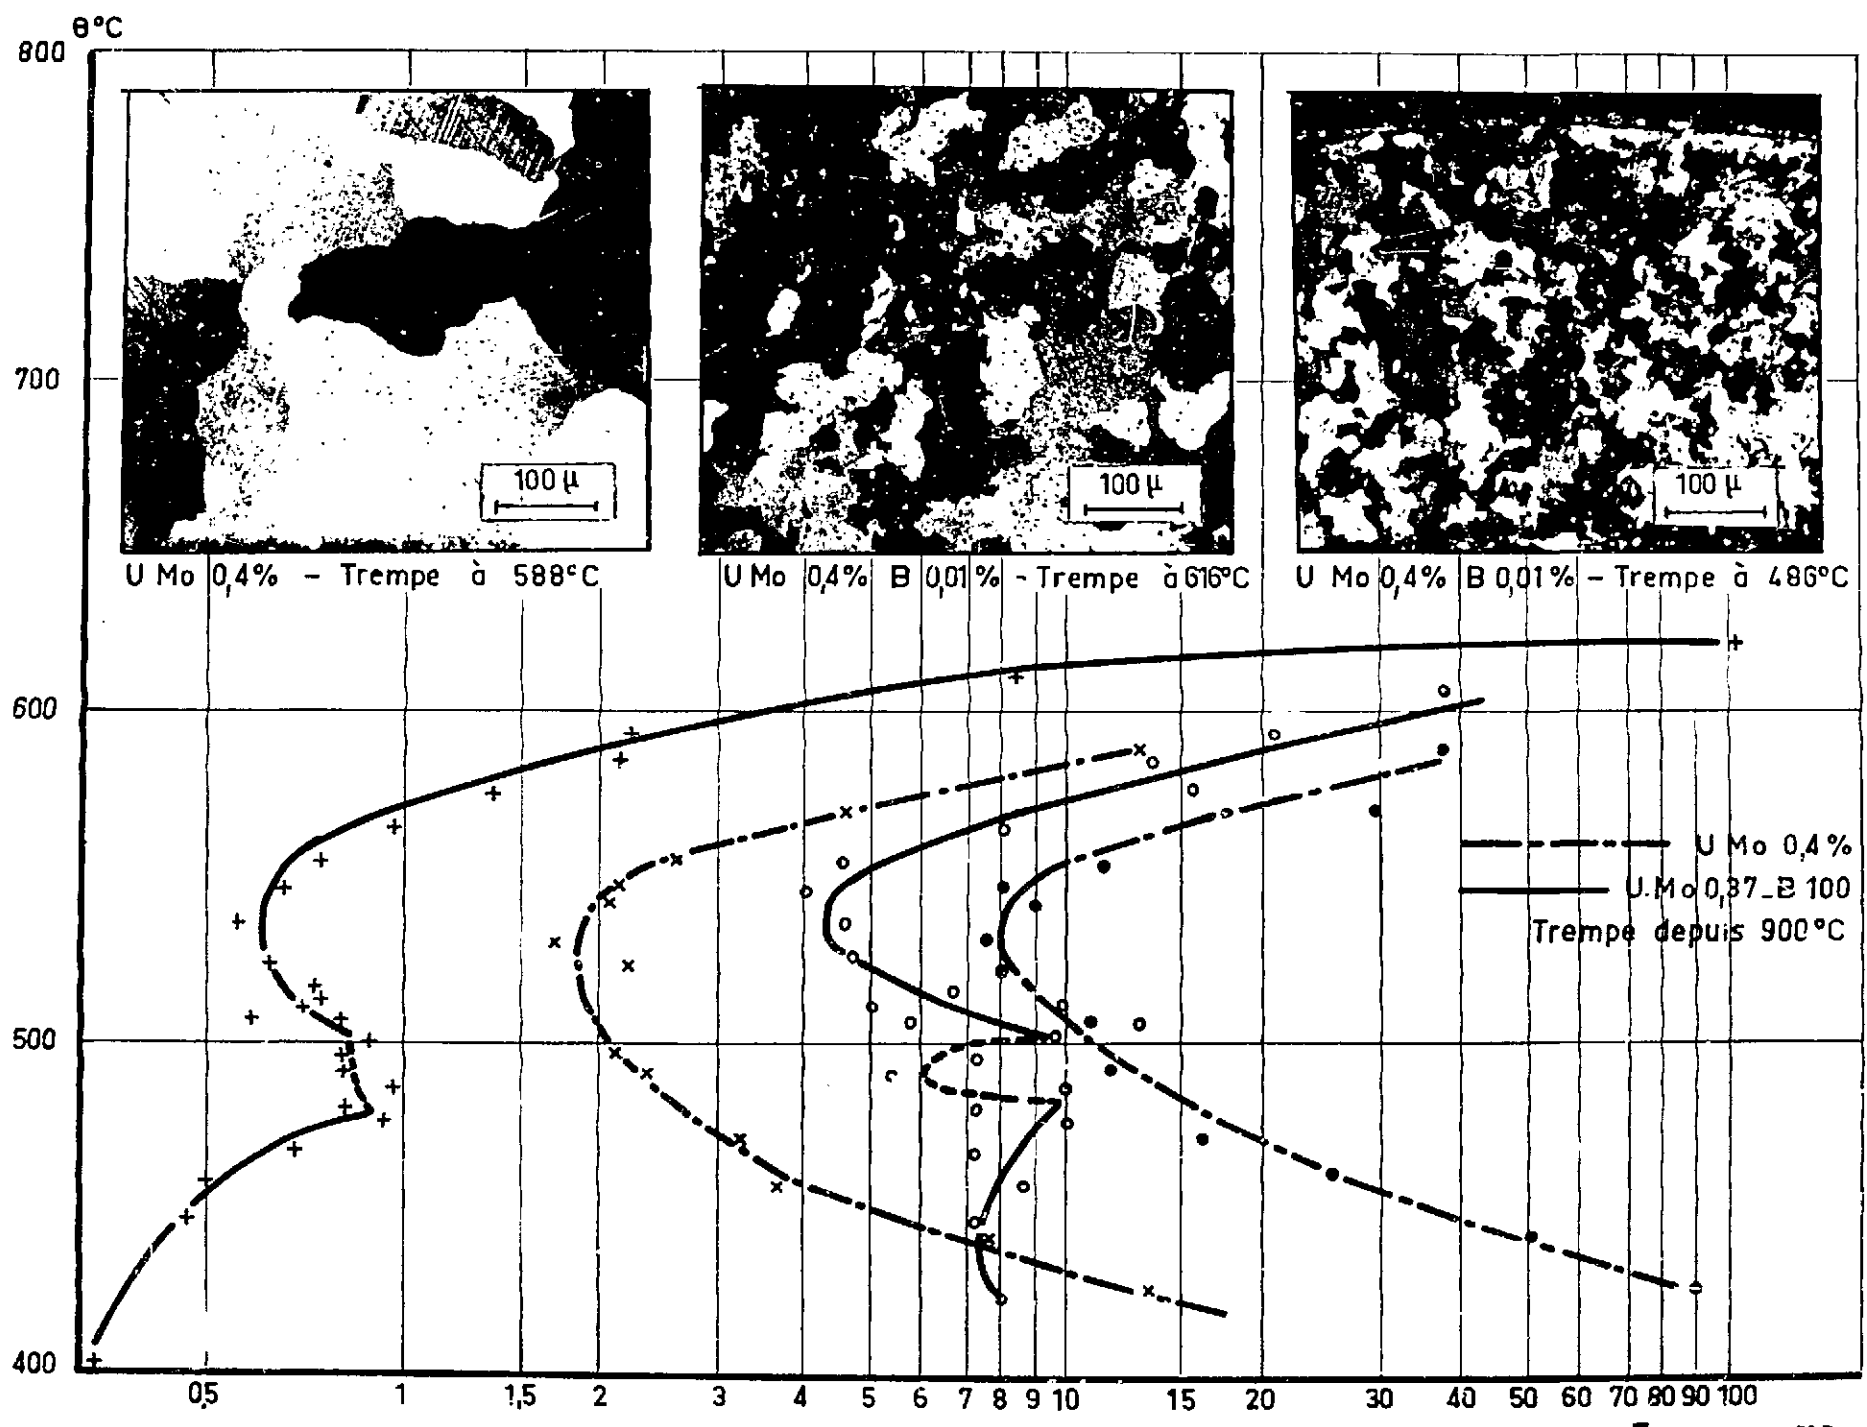 θ°C
800
700
600
500
400
100 μ
100 μ
100 μ
U Mo 0,4% - Trempe à 588°C
U Mo 0,4% B 0,01% - Trempe à 616°C
U Mo 0,4% B 0,01% - Trempe à 486°C
U Mo 0,4%
U.Mo 0,37_B 100
Trempe depuis 900°C
0,5 1 1,5 2 3 4 5 6 7 8 9 10 15 20 30 40 50 60 70 80 90 100